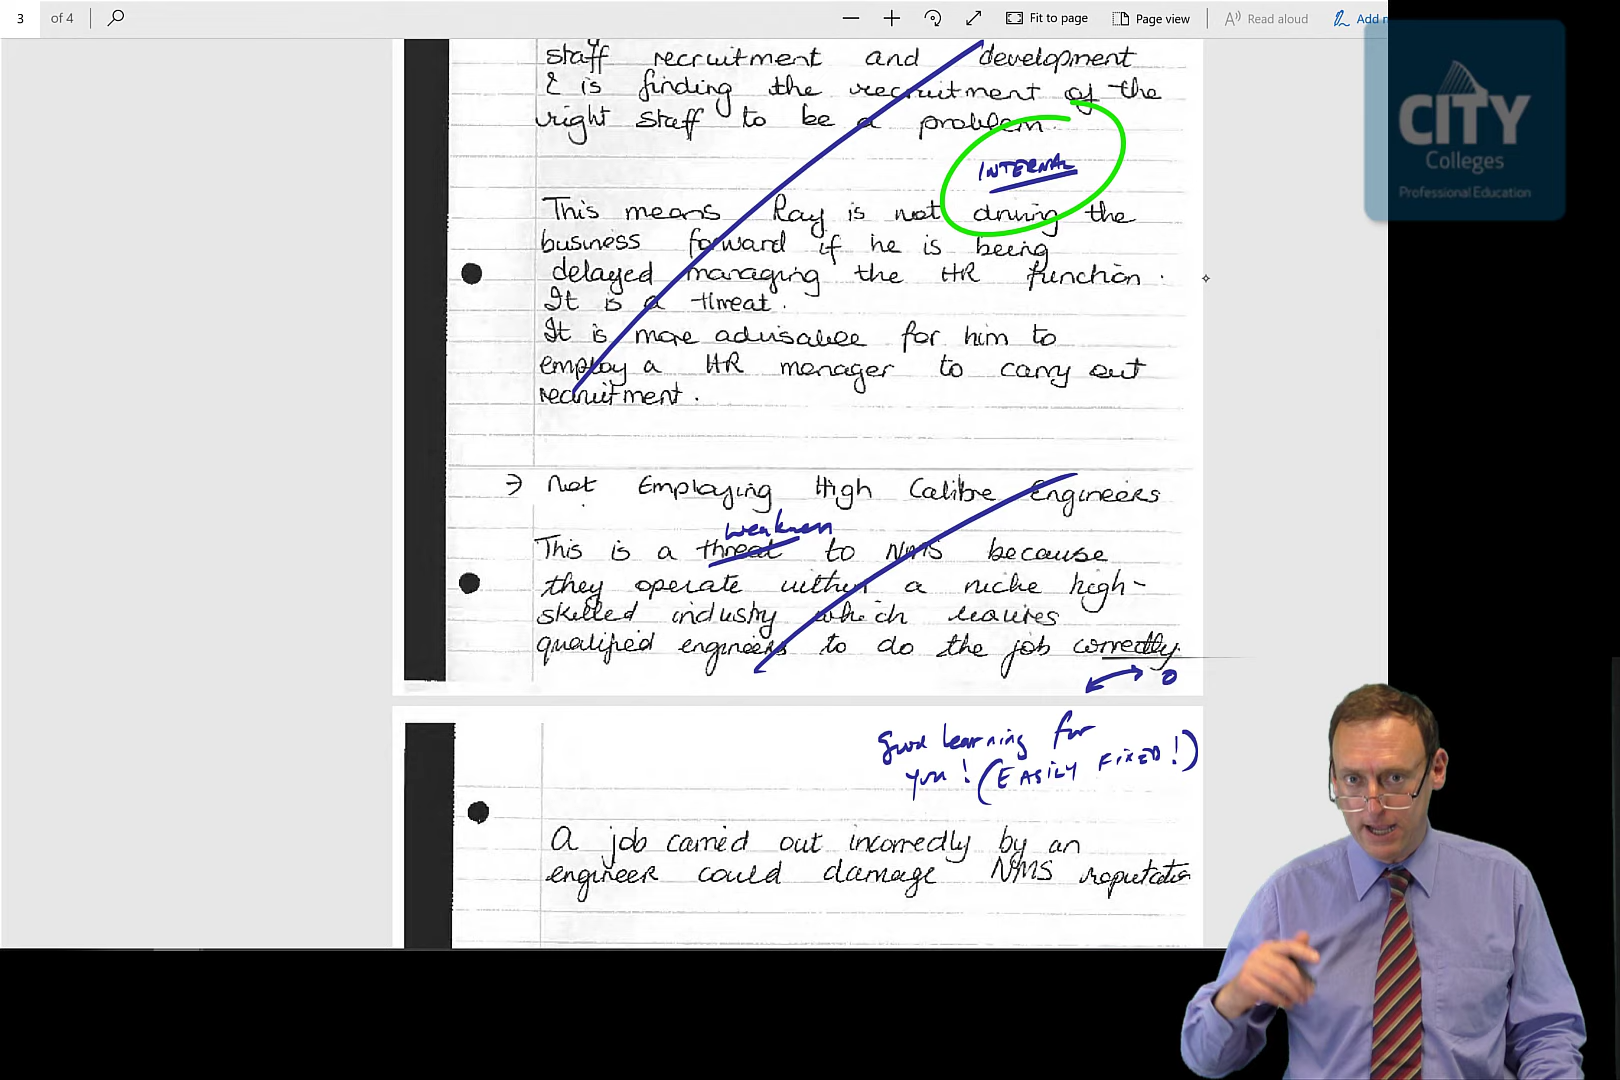 3 of 4
Fit to page
Page view
Read aloud
Add
CITY
Colleges
Professional Education
staff recruitment and development
& is finding the recruitment of the
right staff to be a problem.
INTERNAL
This means Ray is not driving the
business forward if he is being
delayed managing the HR function.
It is a threat.
It is more advisable for him to
employ a HR manager to carry out
recruitment.
→ Not Employing High Calibre Engineers
weakness
This is a threat to NMS because
they operate within a niche high-
skilled industry which requires
qualified engineers to do the job correctly.
Good learning for
you! (EASILY FIXED!)
A job carried out incorrectly by an
engineer could damage NMS reputation